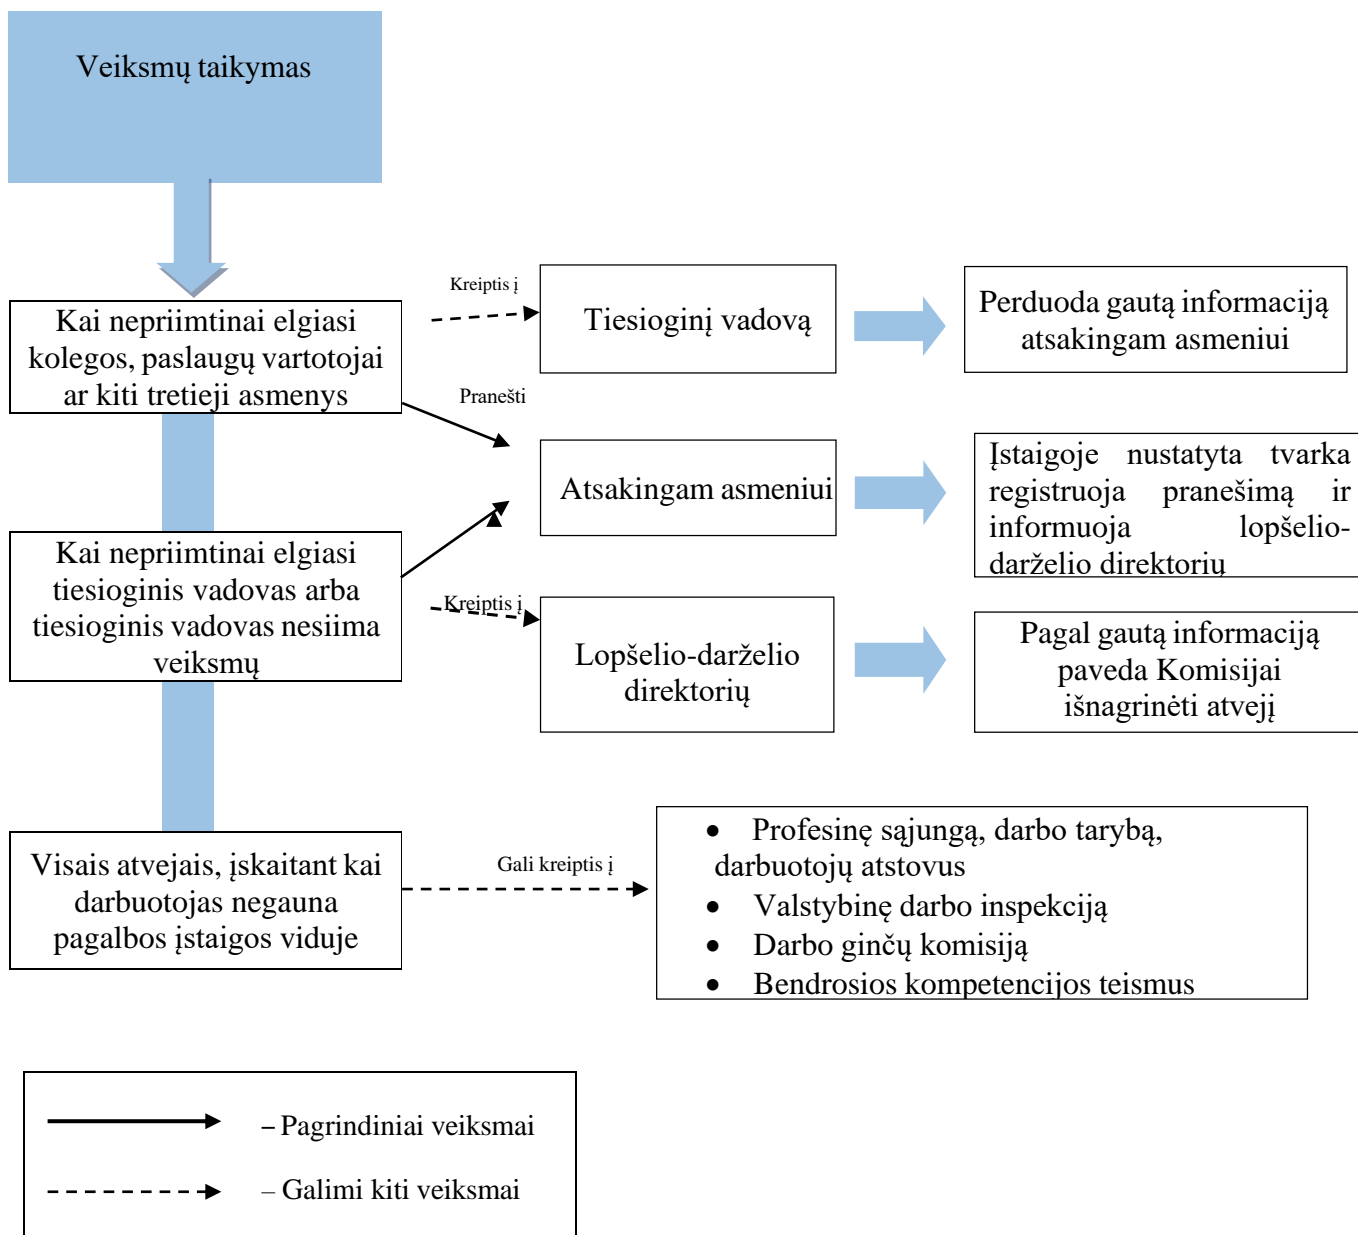 Veiksmų taikymas
Kreiptis į
Kai nepriimtinai elgiasi
kolegos, paslaugų vartotojai
ar kiti tretieji asmenys
Tiesioginį vadovą
Perduoda gautą informaciją
atsakingam asmeniui
Pranešti
Atsakingam asmeniui
Įstaigoje nustatyta tvarka
registruoja pranešimą ir
informuoja lopšelio-
darželio direktorių
Kai nepriimtinai elgiasi
tiesioginis vadovas arba
tiesioginis vadovas nesiima
veiksmų
Kreiptis į
Lopšelio-darželio
direktorių
Pagal gautą informaciją
paveda Komisijai
išnagrinėti atvejį
Visais atvejais, įskaitant kai
darbuotojas negauna
pagalbos įstaigos viduje
Gali kreiptis į
• Profesinę sąjungą, darbo tarybą,
darbuotojų atstovus
• Valstybinę darbo inspekciją
• Darbo ginčų komisiją
• Bendrosios kompetencijos teismus
– Pagrindiniai veiksmai
– Galimi kiti veiksmai